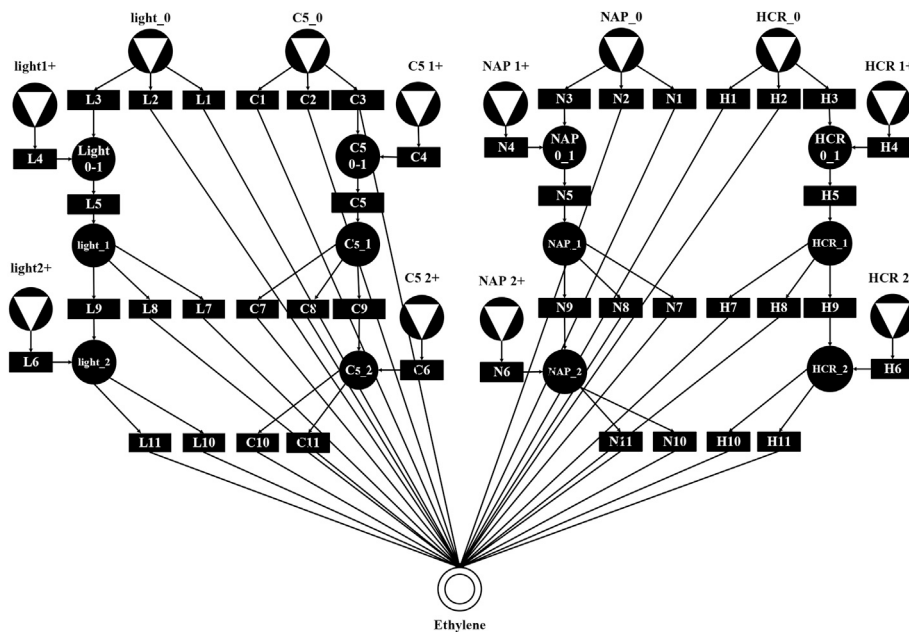 light_0
C5_0
NAP_0
HCR_0
light1+
C5 1+
NAP 1+
HCR 1+
L3
L2
L1
C1
C2
C3
N3
N2
N1
H1
H2
H3
L4
Light
0-1
C5
0-1
C4
N4
NAP
0_1
HCR
0_1
H4
L5
C5
N5
H5
light_1
C5_1
NAP_1
HCR_1
light2+
C5 2+
NAP 2+
HCR 2
L9
L8
L7
C7
C8
C9
N9
N8
N7
H7
H8
H9
L6
light_2
C5_2
C6
N6
NAP_2
HCR_2
H6
L11
L10
C10
C11
N11
N10
H10
H11
Ethylene